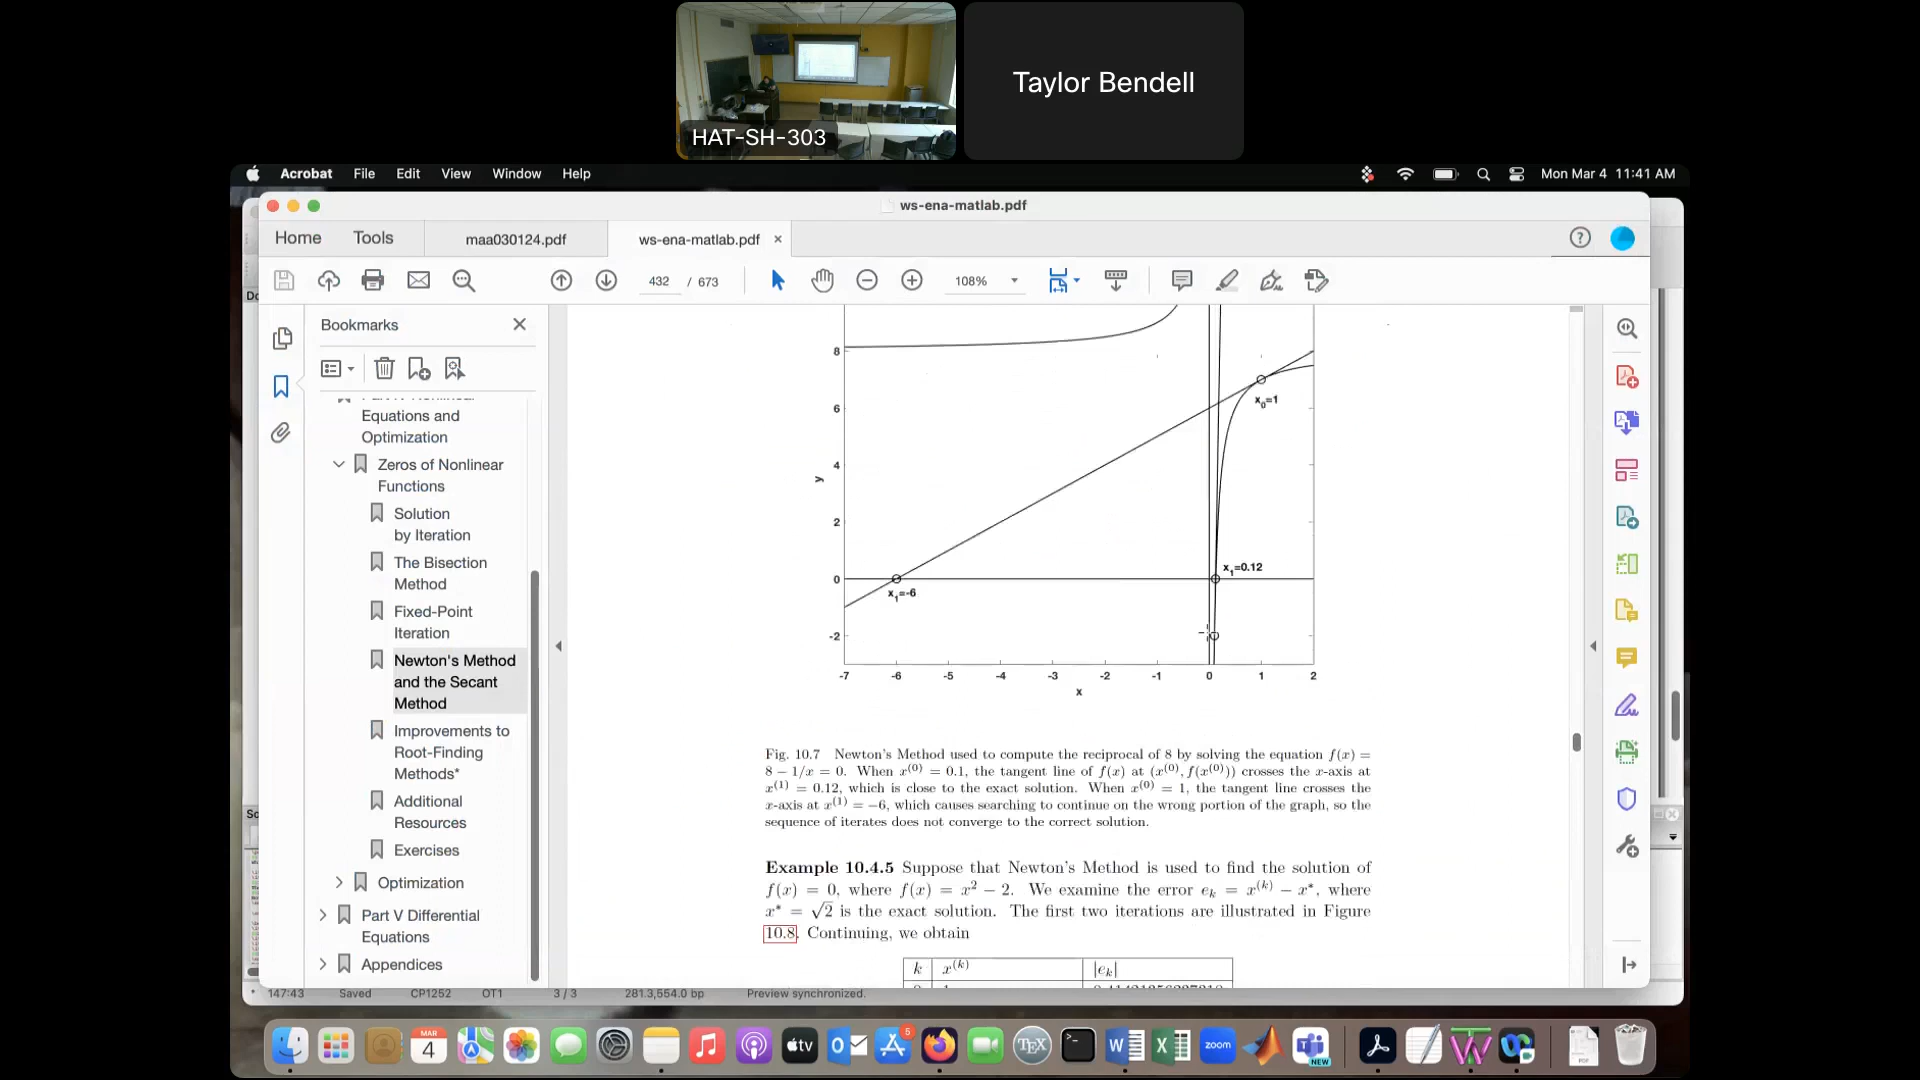 HAT-SH-303
Taylor Bendell
Acrobat File Edit View Window Help
Mon Mar 4 11:41 AM
ws-ena-matlab.pdf
Home Tools maa030124.pdf ws-ena-matlab.pdf ×
432 / 673 108%
Bookmarks
Equations and
Optimization
Zeros of Nonlinear
Functions
Solution
by Iteration
The Bisection
Method
Fixed-Point
Iteration
Newton's Method
and the Secant
Method
Improvements to
Root-Finding
Methods*
Additional
Resources
Exercises
Optimization
Part V Differential
Equations
Appendices
8
6
4
2
0
-2
y
x₀=1
x₁=0.12
x₁=-6
-7 -6 -5 -4 -3 -2 -1 0 1 2
x
Fig. 10.7 Newton's Method used to compute the reciprocal of 8 by solving the equation f(x) =
8 − 1/x = 0. When x⁽⁰⁾ = 0.1, the tangent line of f(x) at (x⁽⁰⁾, f(x⁽⁰⁾)) crosses the x-axis at
x⁽¹⁾ = 0.12, which is close to the exact solution. When x⁽⁰⁾ = 1, the tangent line crosses the
x-axis at x⁽¹⁾ = −6, which causes searching to continue on the wrong portion of the graph, so the
sequence of iterates does not converge to the correct solution.
Example 10.4.5 Suppose that Newton's Method is used to find the solution of
f(x) = 0, where f(x) = x² − 2. We examine the error eₖ = x⁽ᵏ⁾ − x*, where
x* = √2 is the exact solution. The first two iterations are illustrated in Figure
10.8. Continuing, we obtain
k x⁽ᵏ⁾ |eₖ|
147:43 Saved CP1252 OT1 3 / 3 281.3,554.0 bp Preview synchronized.
MAR
4
tv
5
TEX
W
X
zoom
NEW
PDF